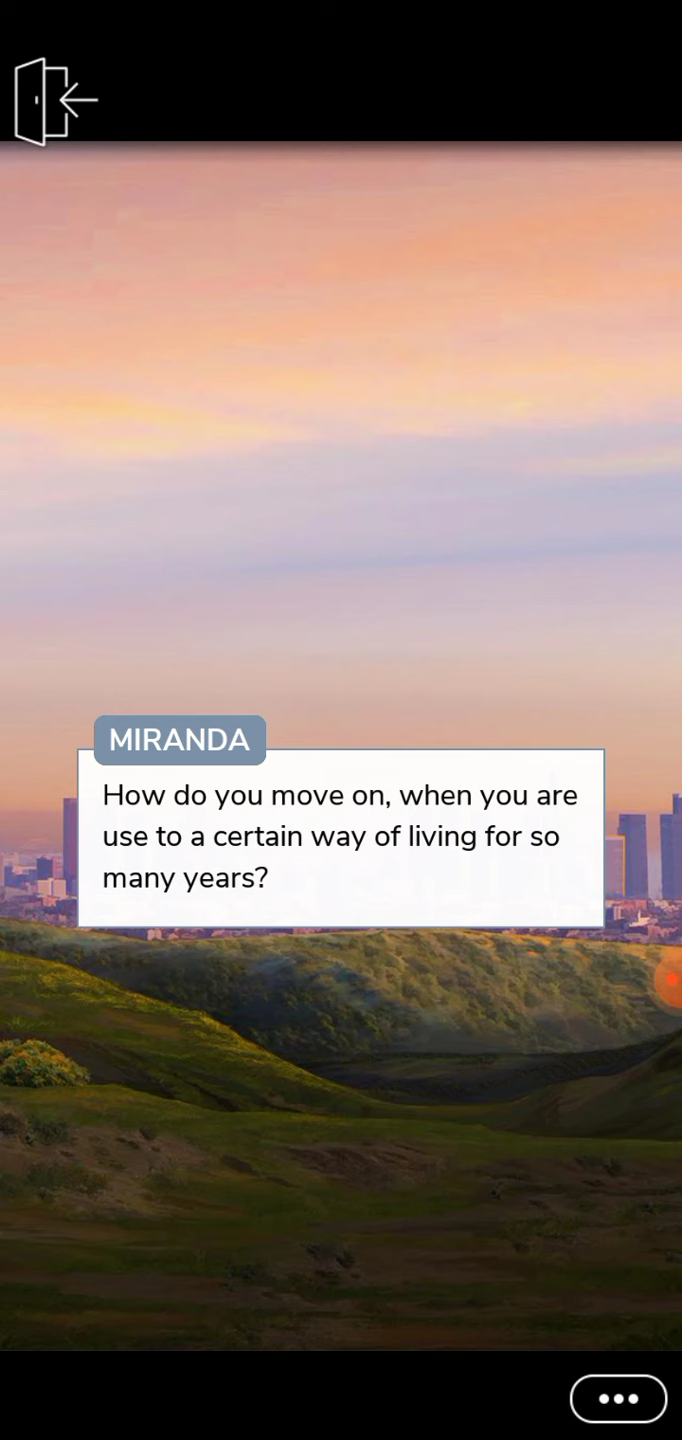 MIRANDA
How do you move on, when you are
use to a certain way of living for so
many years?